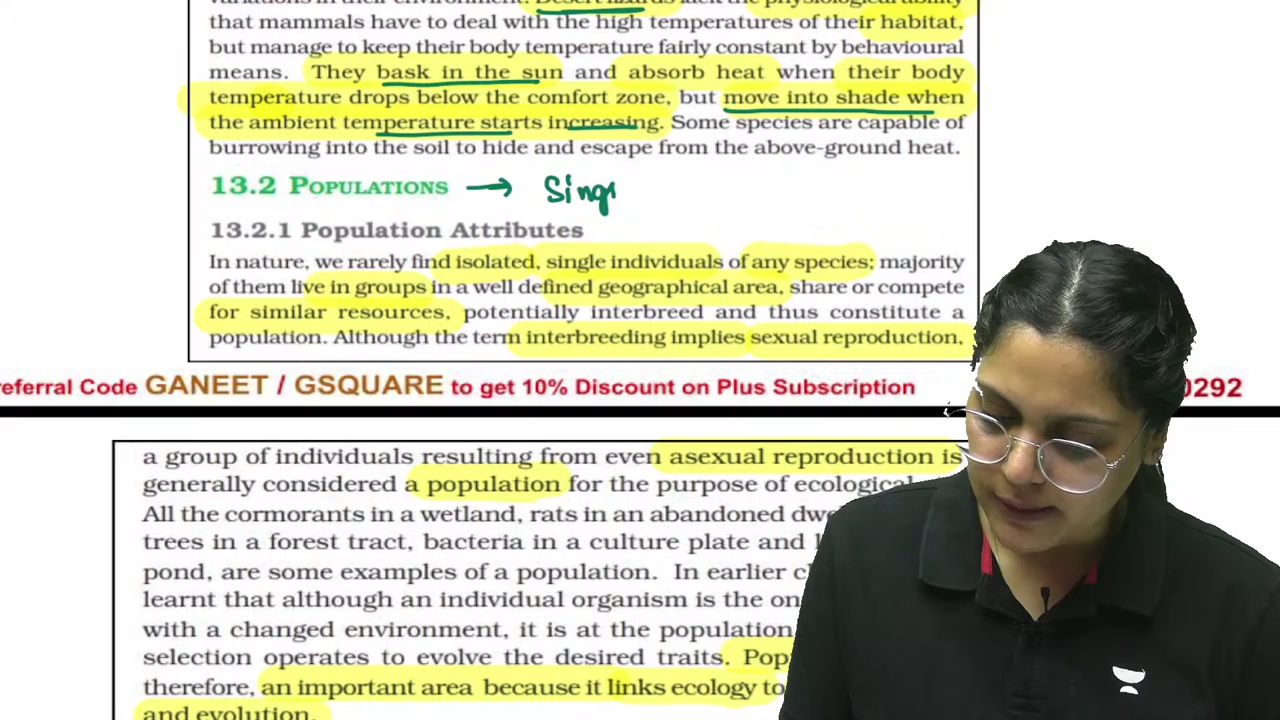 that mammals have to deal with the high temperatures of their habitat,
but manage to keep their body temperature fairly constant by behavioural
means. They bask in the sun and absorb heat when their body
temperature drops below the comfort zone, but move into shade when
the ambient temperature starts increasing. Some species are capable of
burrowing into the soil to hide and escape from the above-ground heat.
13.2 POPULATIONS → Sing
13.2.1 Population Attributes
In nature, we rarely find isolated, single individuals of any species; majority
of them live in groups in a well defined geographical area, share or compete
for similar resources, potentially interbreed and thus constitute a
population. Although the term interbreeding implies sexual reproduction,
referral Code GANEET / GSQUARE to get 10% Discount on Plus Subscription 0292
a group of individuals resulting from even asexual reproduction is
generally considered a population for the purpose of ecological
All the cormorants in a wetland, rats in an abandoned
trees in a forest tract, bacteria in a culture plate and
pond, are some examples of a population. In earlier
learnt that although an individual organism is the
with a changed environment, it is at the population
selection operates to evolve the desired traits.
therefore, an important area because it links ecology to
and evolution.